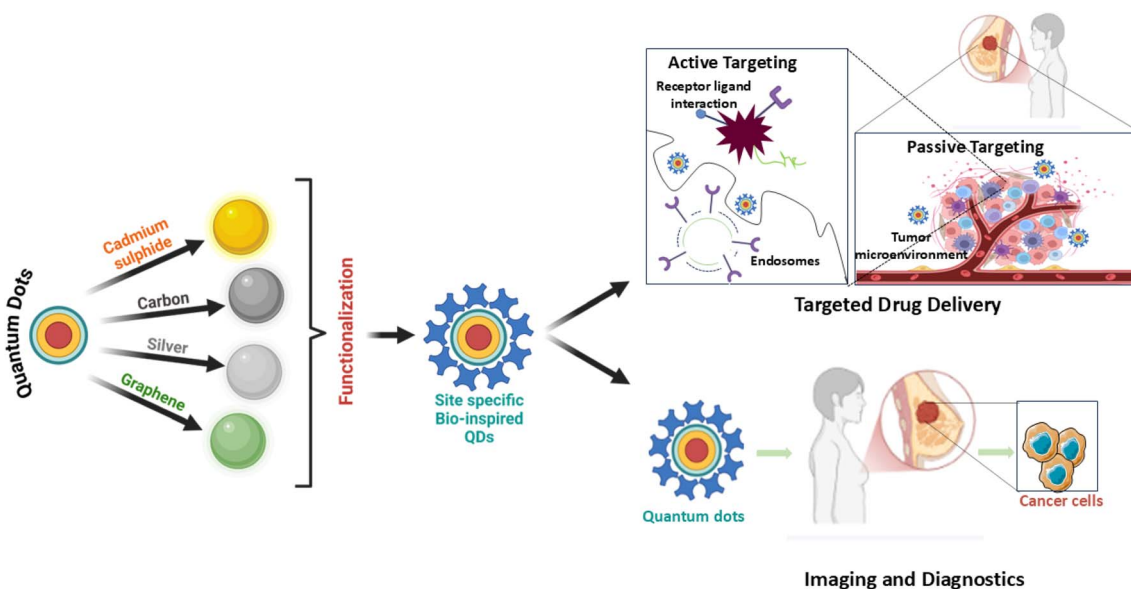 Quantum Dots
Cadmium
sulphide
Carbon
Silver
Graphene
Functionalization
Site specific
Bio-inspired
QDs
Active Targeting
Receptor ligand
interaction
Endosomes
Passive Targeting
Tumor
microenvironment
Targeted Drug Delivery
Quantum dots
Cancer cells
Imaging and Diagnostics